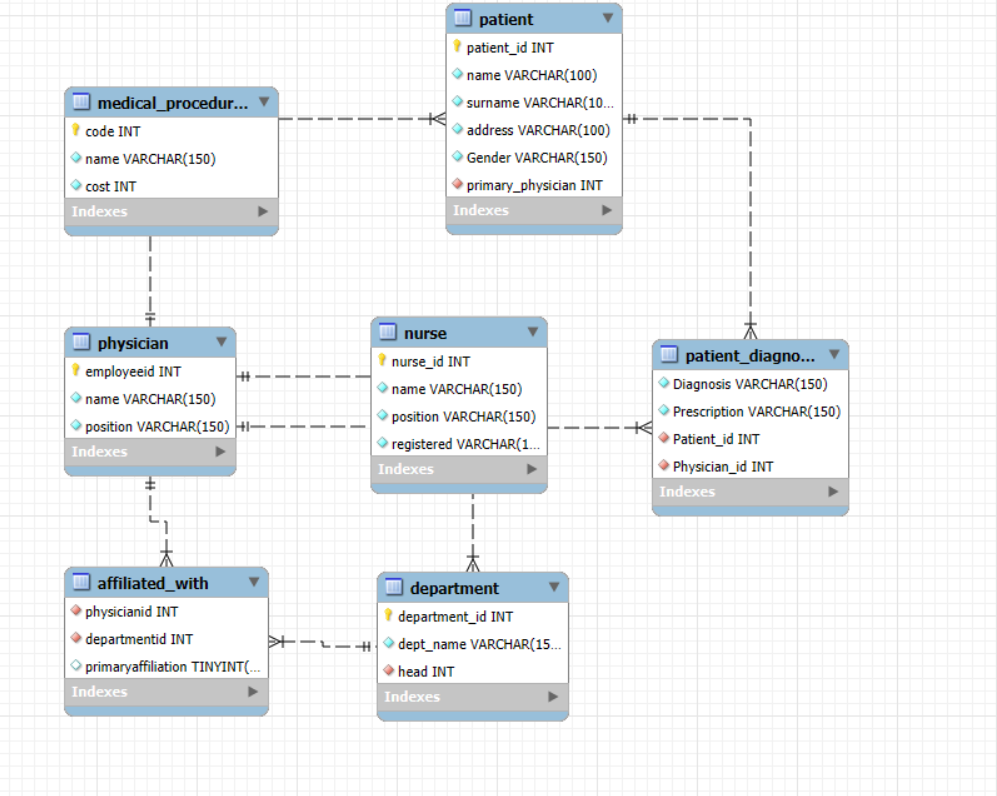 patient
patient_id INT
name VARCHAR(100)
surname VARCHAR(10...
address VARCHAR(100)
Gender VARCHAR(150)
primary_physician INT
Indexes
medical_procedur...
code INT
name VARCHAR(150)
cost INT
Indexes
physician
employeeid INT
name VARCHAR(150)
position VARCHAR(150)
Indexes
nurse
nurse_id INT
name VARCHAR(150)
position VARCHAR(150)
registered VARCHAR(1...
Indexes
patient_diagno...
Diagnosis VARCHAR(150)
Prescription VARCHAR(150)
Patient_id INT
Physician_id INT
Indexes
affiliated_with
physicianid INT
departmentid INT
primaryaffiliation TINYINT(...
Indexes
department
department_id INT
dept_name VARCHAR(15...
head INT
Indexes